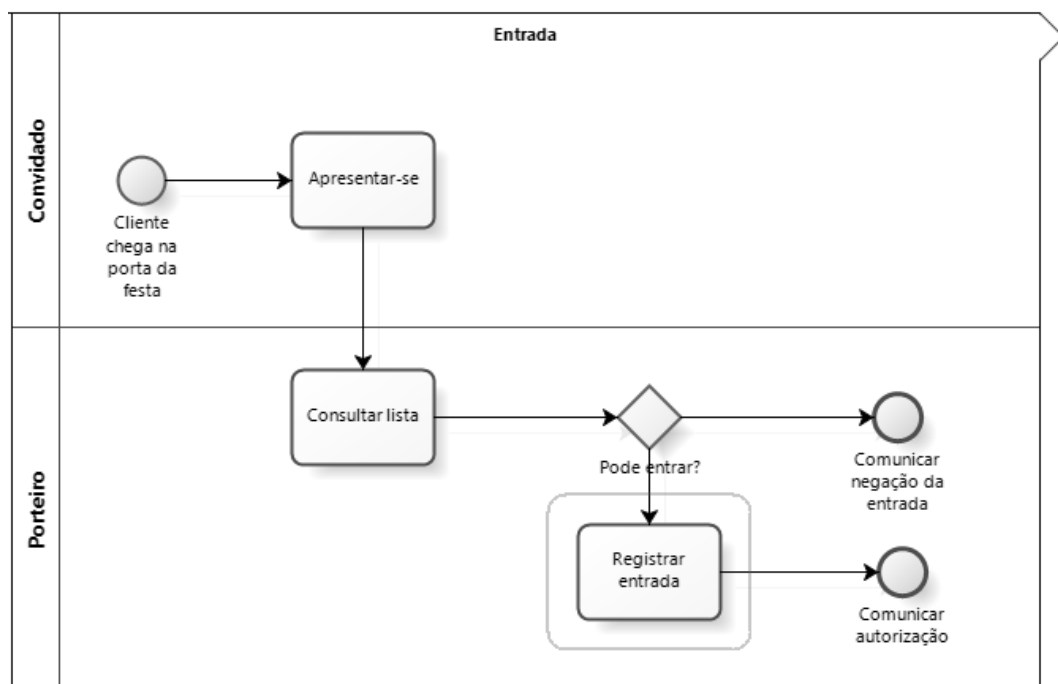 Entrada
Convidado
Apresentar-se
Cliente
chega na
porta da
festa
Porteiro
Consultar lista
Pode entrar?
Comunicar
negação da
entrada
Registrar
entrada
Comunicar
autorização